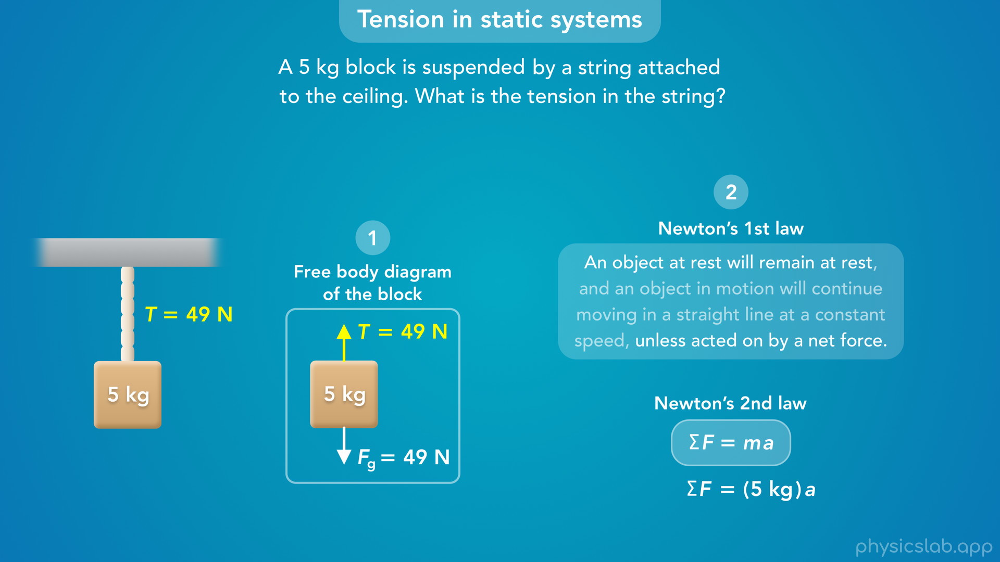 Tension in static systems
A 5 kg block is suspended by a string attached
to the ceiling. What is the tension in the string?
T = 49 N
5 kg
1
Free body diagram
of the block
T = 49 N
5 kg
Fg = 49 N
2
Newton’s 1st law
An object at rest will remain at rest,
and an object in motion will continue
moving in a straight line at a constant
speed, unless acted on by a net force.
Newton’s 2nd law
ΣF = ma
ΣF = (5 kg) a
physicslab.app